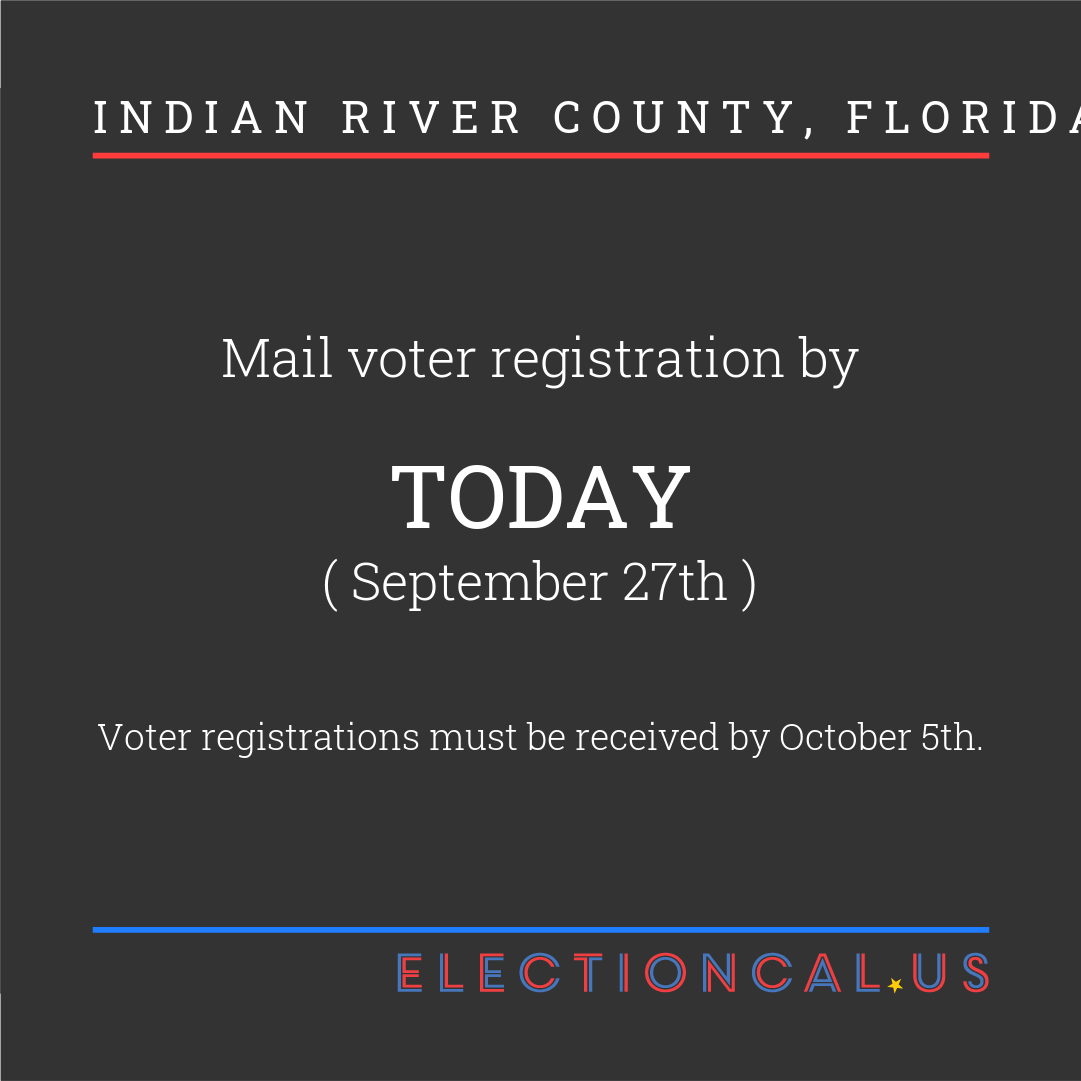 INDIAN RIVER COUNTY, FLORIDA
Mail voter registration by
TODAY
( September 27th )
Voter registrations must be received by October 5th.
ELECTIONCAL.US